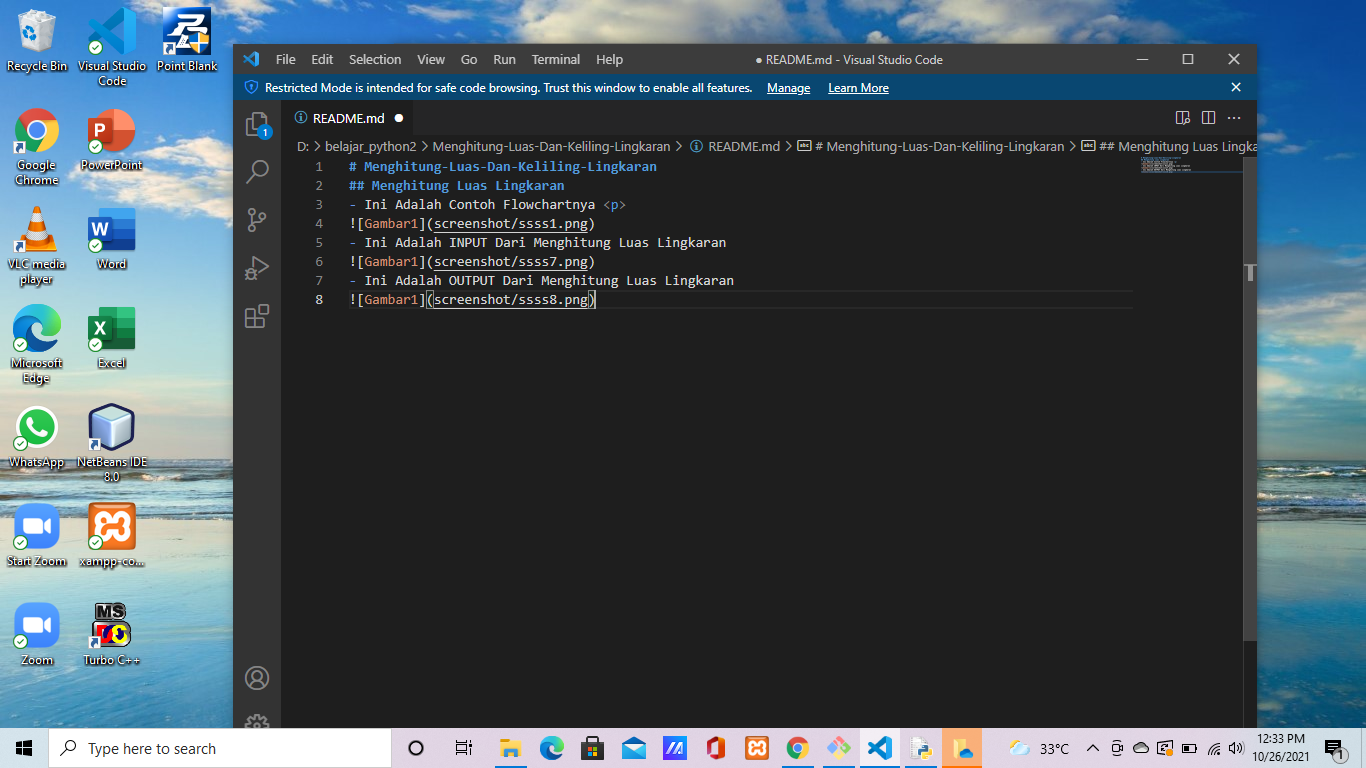 Recycle Bin
Visual Studio
Code
Point Blank
Google
Chrome
PowerPoint
VLC media
player
Word
Microsoft
Edge
Excel
WhatsApp
NetBeans IDE
8.0
Start Zoom
xampp-co...
Zoom
Turbo C++
File Edit Selection View Go Run Terminal Help
● README.md - Visual Studio Code
Restricted Mode is intended for safe code browsing. Trust this window to enable all features. Manage Learn More
1
README.md
D: > belajar_python2 > Menghitung-Luas-Dan-Keliling-Lingkaran > README.md > # Menghitung-Luas-Dan-Keliling-Lingkaran > ## Menghitung Luas Lingka
1 # Menghitung-Luas-Dan-Keliling-Lingkaran
2 ## Menghitung Luas Lingkaran
3 - Ini Adalah Contoh Flowchartnya <p>
4 ![Gambar1](screenshot/ssss1.png)
5 - Ini Adalah INPUT Dari Menghitung Luas Lingkaran
6 ![Gambar1](screenshot/ssss7.png)
7 - Ini Adalah OUTPUT Dari Menghitung Luas Lingkaran
8 ![Gambar1](screenshot/ssss8.png)
Type here to search
33°C
12:33 PM
10/26/2021
1